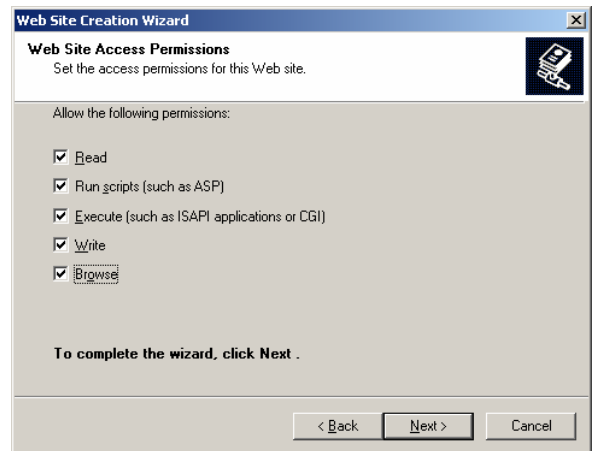 Web Site Creation Wizard
Web Site Access Permissions
Set the access permissions for this Web site.
Allow the following permissions:
Read
Run scripts (such as ASP)
Execute (such as ISAPI applications or CGI)
Write
Browse
To complete the wizard, click Next .
< Back Next > Cancel